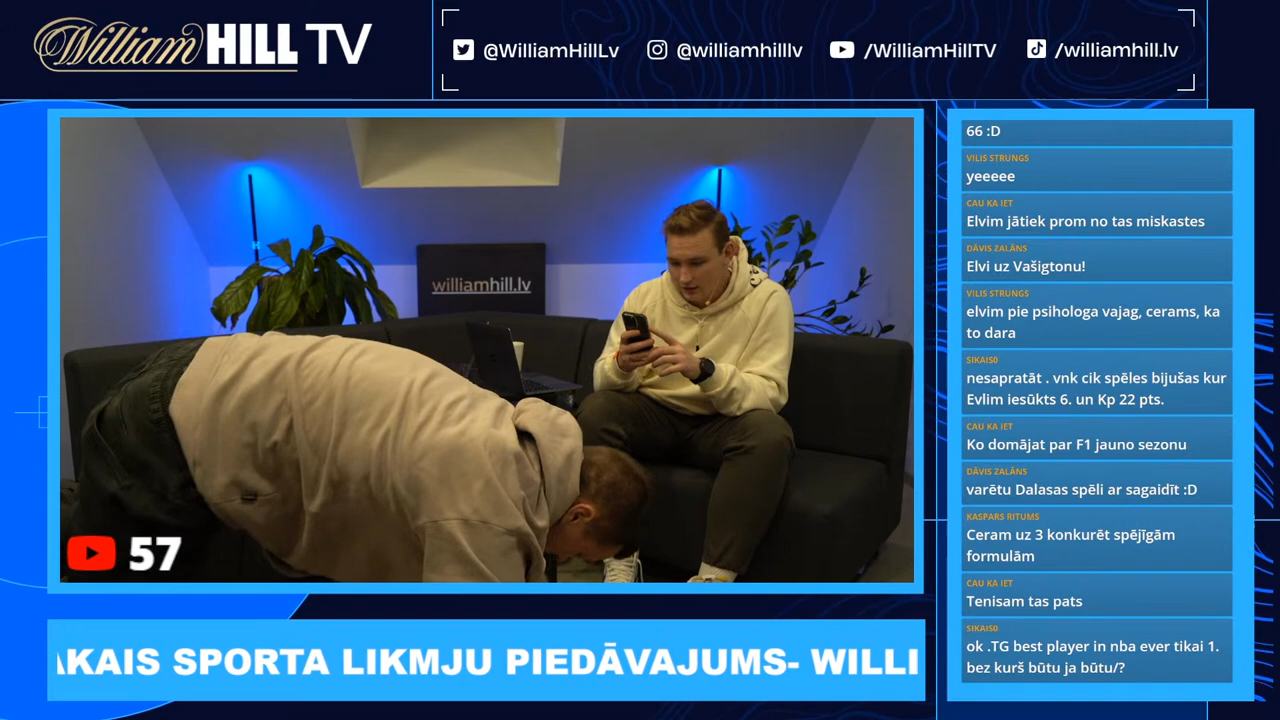 William HILL TV
@WilliamHillLv
@williamhilllv
/WilliamHillTV
/williamhill.lv
williamhill.lv
57
AKAIS SPORTA LIKMJU PIEDĀVAJUMS- WILLI
66 :D
VILIS STRUNGS
yeeeee
CAU KA IET
Elvim jātiek prom no tas miskastes
DĀVIS ZALĀNS
Elvi uz Vašigtonu!
VILIS STRUNGS
elvim pie psihologa vajag, cerams, ka
to dara
SIKAIS0
nesapratāt . vnk cik spēles bijušas kur
Evlim iesūkts 6. un Kp 22 pts.
CAU KA IET
Ko domājat par F1 jauno sezonu
DĀVIS ZALĀNS
varētu Dalasas spēli ar sagaidīt :D
KASPARS RITUMS
Ceram uz 3 konkurēt spējīgām
formulām
CAU KA IET
Tenisam tas pats
SIKAIS0
ok .TG best player in nba ever tikai 1.
bez kurš būtu ja būtu/?